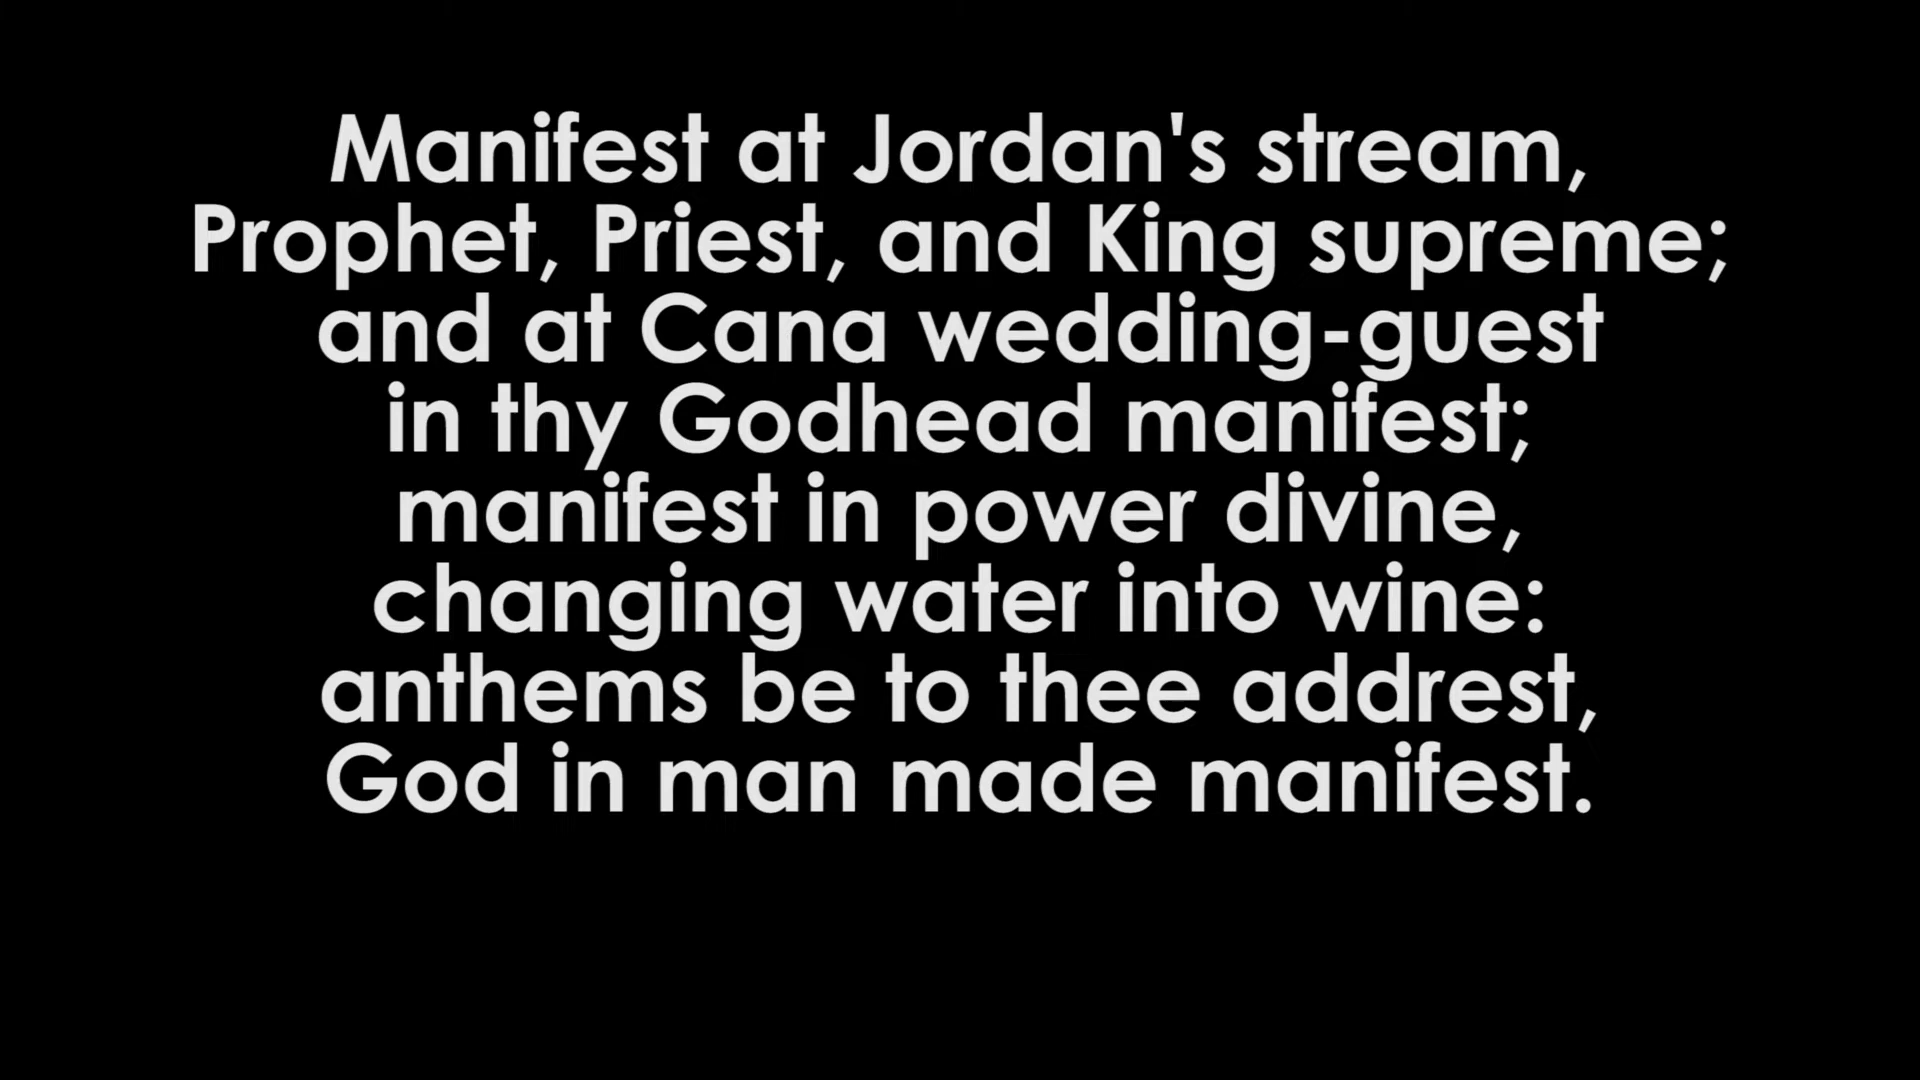 Manifest at Jordan's stream,
Prophet, Priest, and King supreme;
and at Cana wedding-guest
in thy Godhead manifest;
manifest in power divine,
changing water into wine:
anthems be to thee addrest,
God in man made manifest.